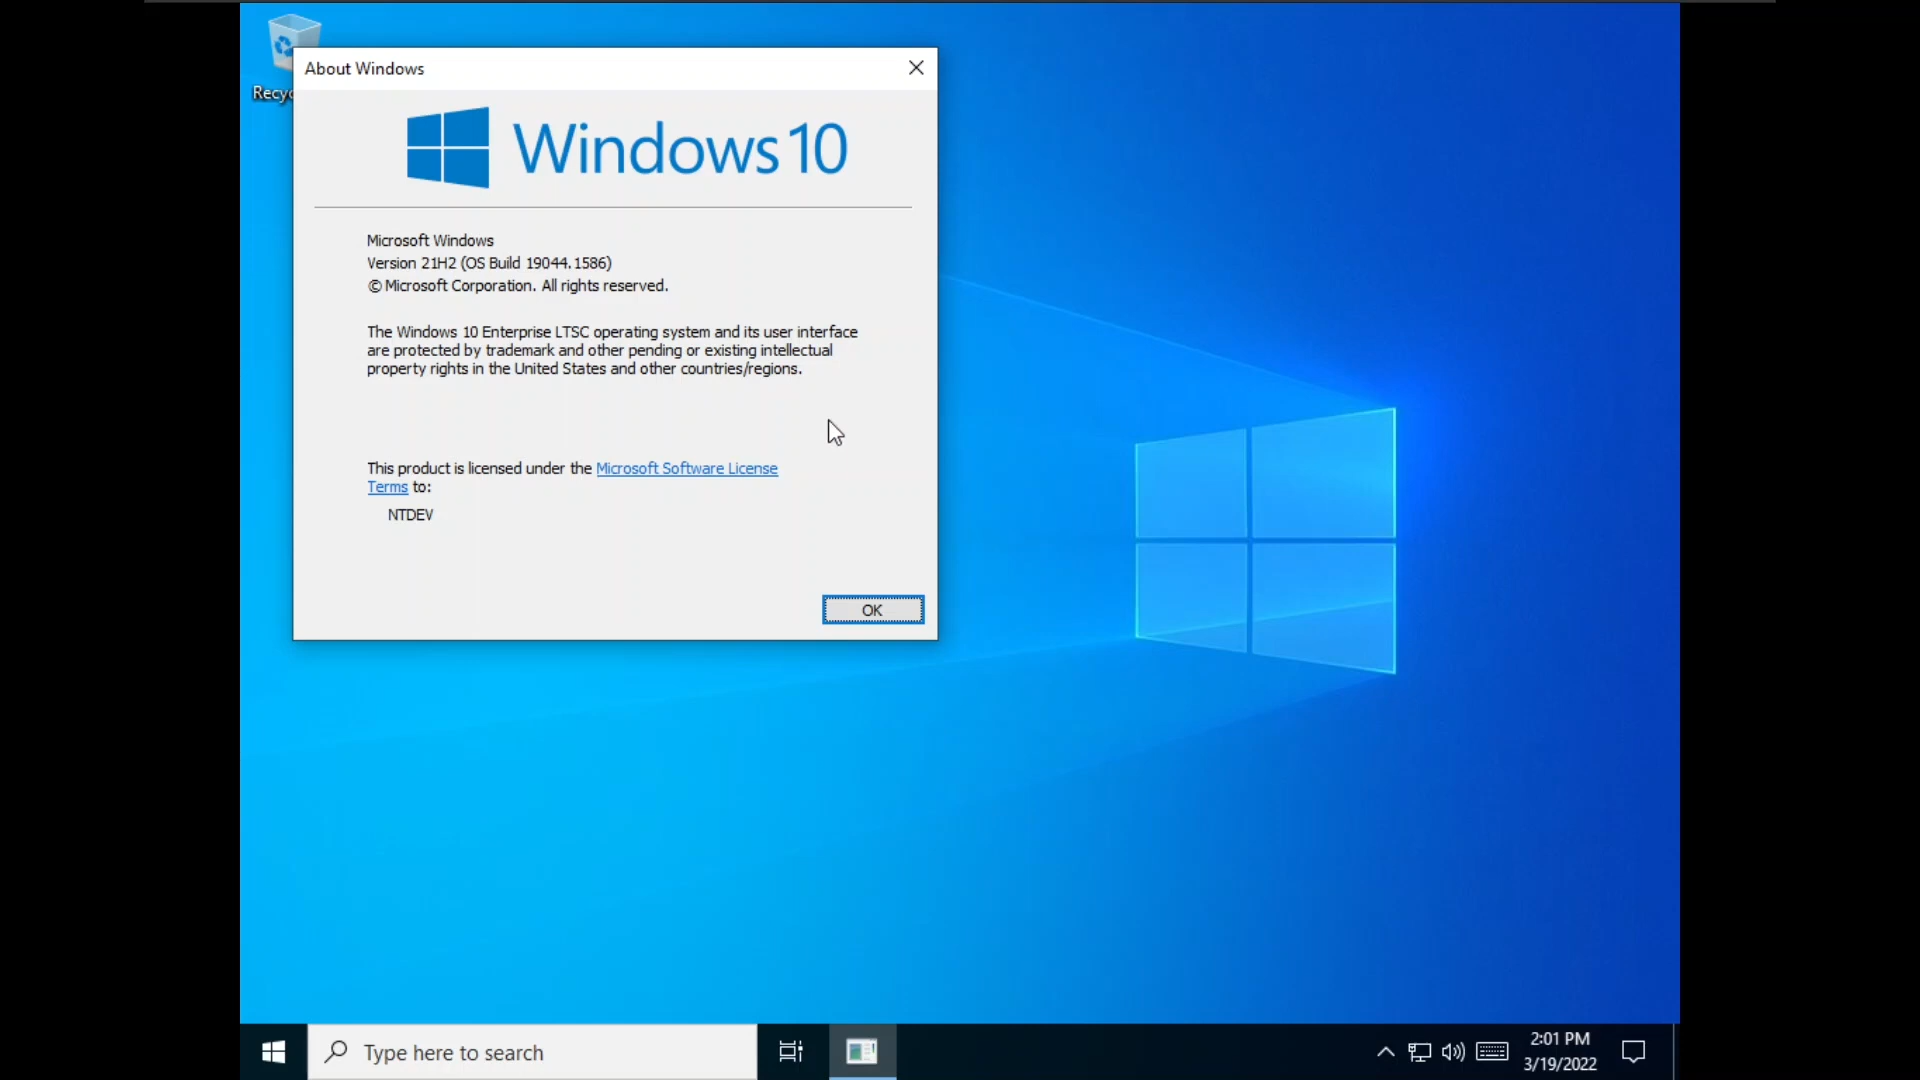 About Windows
Windows 10
Microsoft Windows
Version 21H2 (OS Build 19044.1586)
© Microsoft Corporation. All rights reserved.
The Windows 10 Enterprise LTSC operating system and its user interface
are protected by trademark and other pending or existing intellectual
property rights in the United States and other countries/regions.
This product is licensed under the Microsoft Software License
Terms to:
NTDEV
OK
Type here to search
2:01 PM
3/19/2022